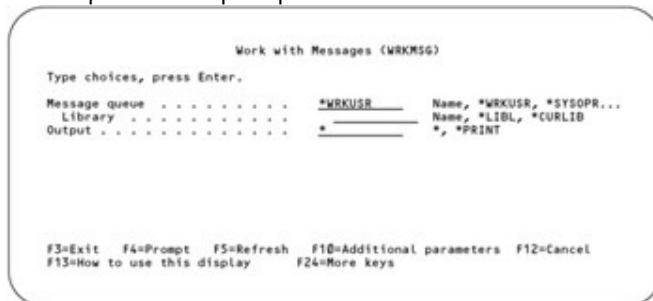 Work with Messages (WRKMSG)
Type choices, press Enter.
Message queue . . . . . . . . . *WRKUSR Name, *WRKUSR, *SYSOPR...
Library . . . . . . . . . . Name, *LIBL, *CURLIB
Output . . . . . . . . . . . . * *, *PRINT
F3=Exit F4=Prompt F5=Refresh F10=Additional parameters F12=Cancel
F13=How to use this display F24=More keys